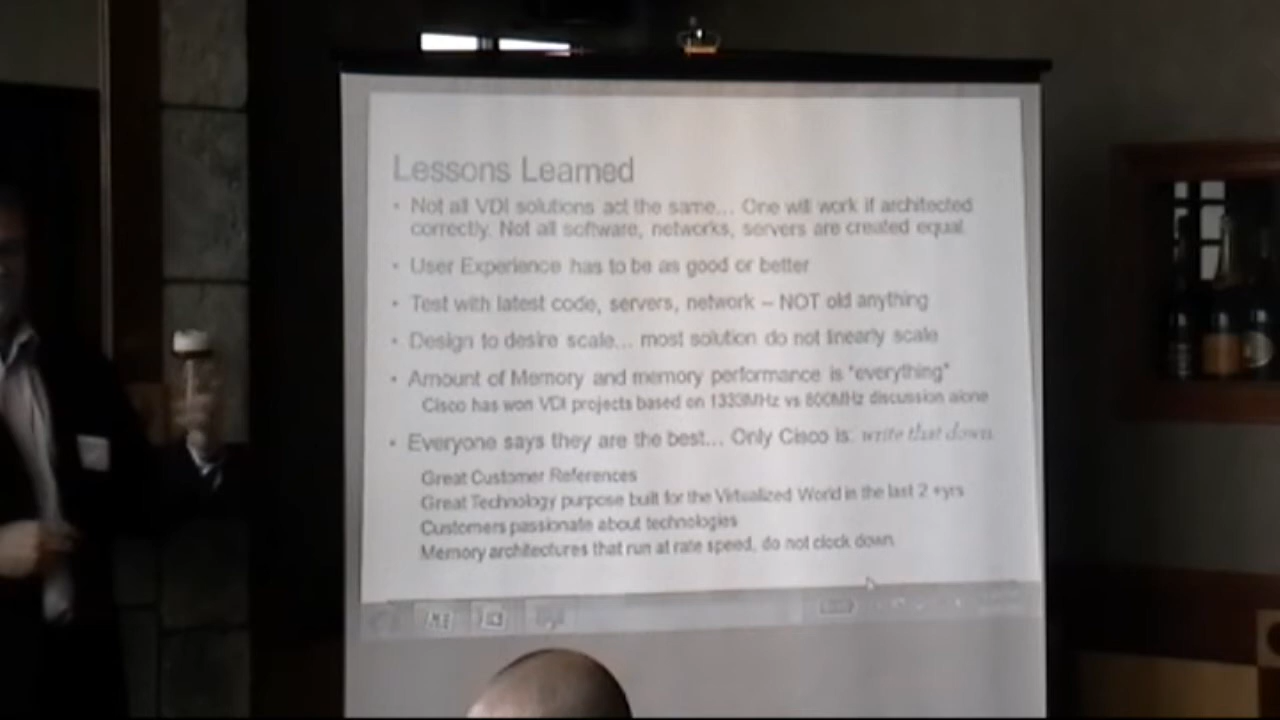 Lessons Learned
• Not all VDI solutions act the same... One will work if architected
correctly. Not all software, networks, servers are created equal
• User Experience has to be as good or better
• Test with latest code, servers, network – NOT old anything
• Design to desire scale... most solution do not linearly scale
• Amount of Memory and memory performance is "everything"
Cisco has won VDI projects based on 1333MHz vs 800MHz discussion alone
• Everyone says they are the best... Only Cisco is: write that down.
Great Customer References
Great Technology purpose built for the Virtualized World in the last 2 +yrs
Customers passionate about technologies
Memory architectures that run at rate speed, do not clock down